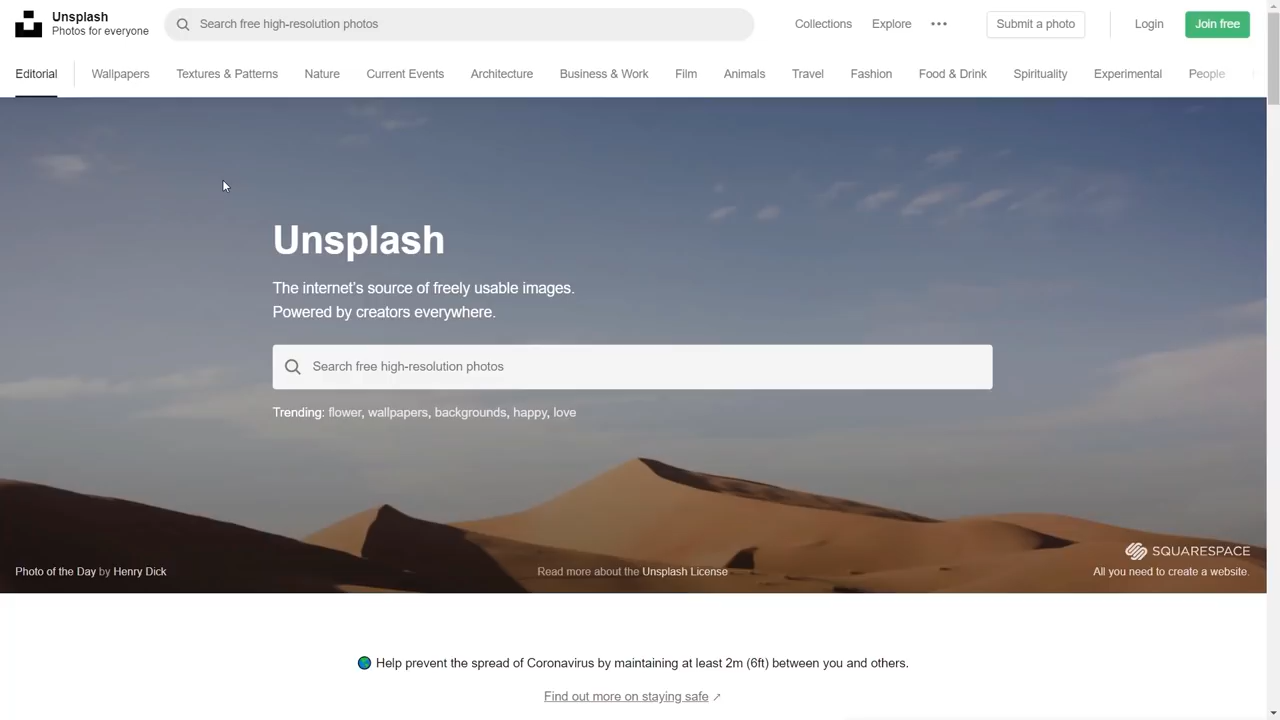 Unsplash
Photos for everyone
Search free high-resolution photos
Collections
Explore
Submit a photo
Login
Join free
Editorial
Wallpapers
Textures & Patterns
Nature
Current Events
Architecture
Business & Work
Film
Animals
Travel
Fashion
Food & Drink
Spirituality
Experimental
People
Unsplash
The internet’s source of freely usable images.
Powered by creators everywhere.
Search free high-resolution photos
Trending: flower, wallpapers, backgrounds, happy, love
SQUARESPACE
Photo of the Day by Henry Dick
Read more about the Unsplash License
All you need to create a website.
Help prevent the spread of Coronavirus by maintaining at least 2m (6ft) between you and others.
Find out more on staying safe ↗